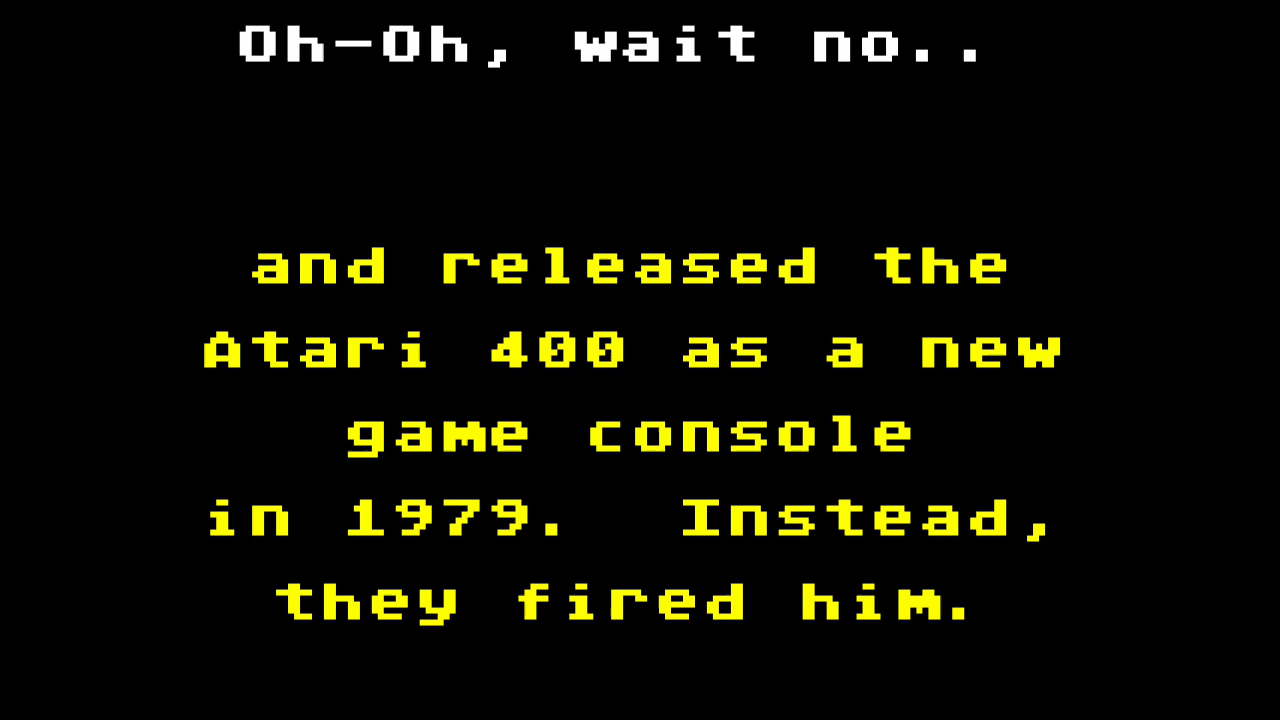 Oh-Oh, wait no..
and released the
Atari 400 as a new
game console
in 1979.  Instead,
they fired him.